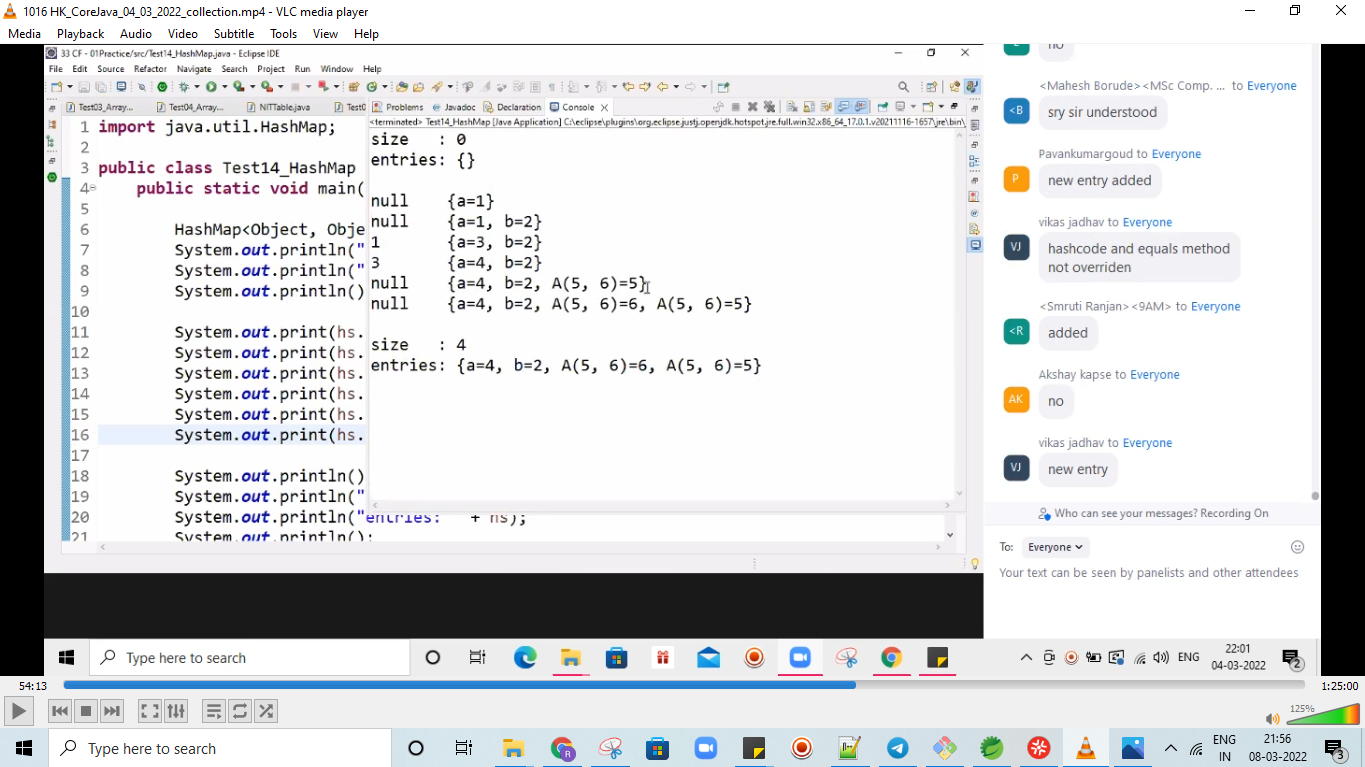 1016 HK_CoreJava_04_03_2022_collection.mp4 - VLC media player
Media Playback Audio Video Subtitle Tools View Help
33 CF - 01Practice/src/Test14_HashMap.java - Eclipse IDE
File Edit Source Refactor Navigate Search Project Run Window Help
Test03_Array... Test04_Array... NITTable.java Problems Javadoc Declaration Console
<terminated> Test14_HashMap [Java Application] C:\eclipse\plugins\org.eclipse.justj.openjdk.hotspot.jre.full.win32.x86_64_17.0.1.v20211116-1657\jre\bin\
1 import java.util.HashMap;
2
3 public class Test14_HashMap
4 public static void main(
5
6 HashMap<Object, Obje
7 System.out.println("
8 System.out.println("
9 System.out.println()
10
11 System.out.print(hs.
12 System.out.print(hs.
13 System.out.print(hs.
14 System.out.print(hs.
15 System.out.print(hs.
16 System.out.print(hs.
17
18 System.out.println()
19 System.out.println("
20 System.out.println("entries: " + hs);
21 System.out.println();
size : 0
entries: {}
null {a=1}
null {a=1, b=2}
1 {a=3, b=2}
3 {a=4, b=2}
null {a=4, b=2, A(5, 6)=5}
null {a=4, b=2, A(5, 6)=6, A(5, 6)=5}
size : 4
entries: {a=4, b=2, A(5, 6)=6, A(5, 6)=5}
no
<Mahesh Borude><MSc Comp. ... to Everyone
<B
sry sir understood
Pavankumargoud to Everyone
P
new entry added
vikas jadhav to Everyone
VJ
hashcode and equals method
not overriden
<Smruti Ranjan><9AM> to Everyone
<R
added
Akshay kapse to Everyone
AK
no
vikas jadhav to Everyone
VJ
new entry
Who can see your messages? Recording On
To: Everyone
Your text can be seen by panelists and other attendees
Type here to search
ENG
22:01
04-03-2022
2
54:13
1:25:00
125%
Type here to search
ENG
IN
21:56
08-03-2022
3